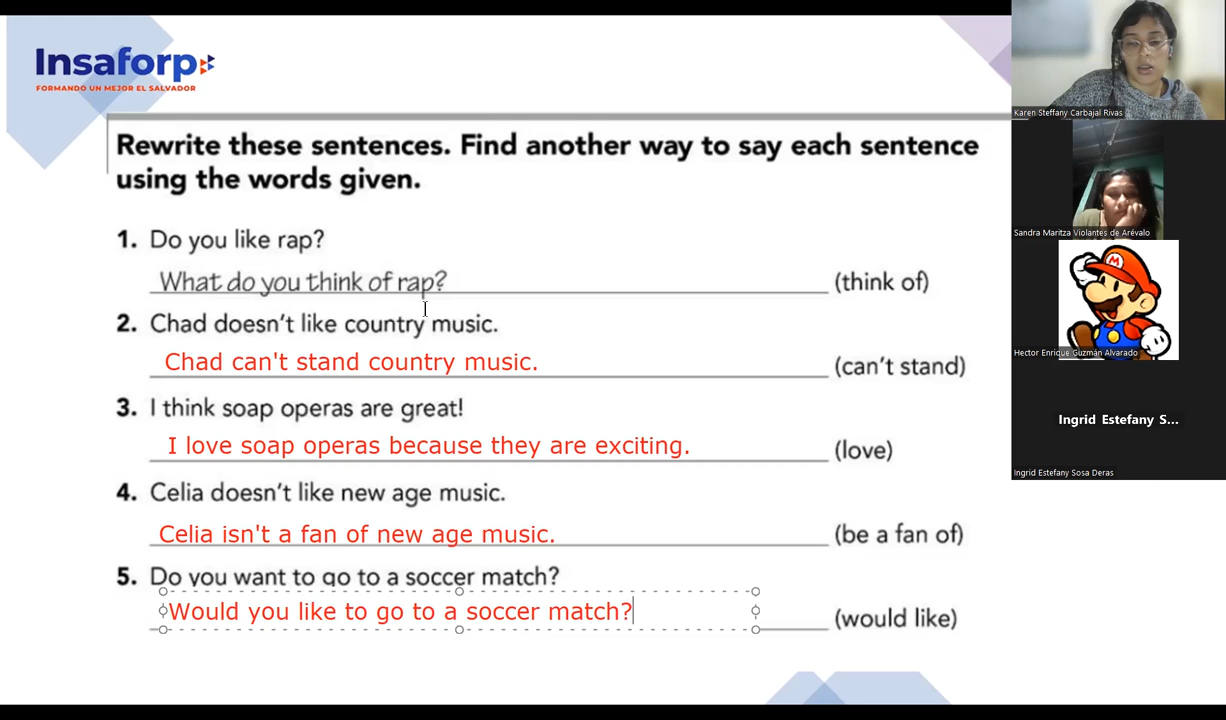 Insaforp
FORMANDO UN MEJOR EL SALVADOR
Rewrite these sentences. Find another way to say each sentence
using the words given.
1. Do you like rap?
What do you think of rap? (think of)
2. Chad doesn't like country music.
Chad can't stand country music. (can't stand)
3. I think soap operas are great!
I love soap operas because they are exciting. (love)
4. Celia doesn't like new age music.
Celia isn't a fan of new age music. (be a fan of)
5. Do you want to go to a soccer match?
Would you like to go to a soccer match? (would like)
Karen Steffany Carbajal Rivas
Sandra Maritza Violantes de Arévalo
M
Hector Enrique Guzmán Alvarado
Ingrid Estefany S...
Ingrid Estefany Sosa Deras